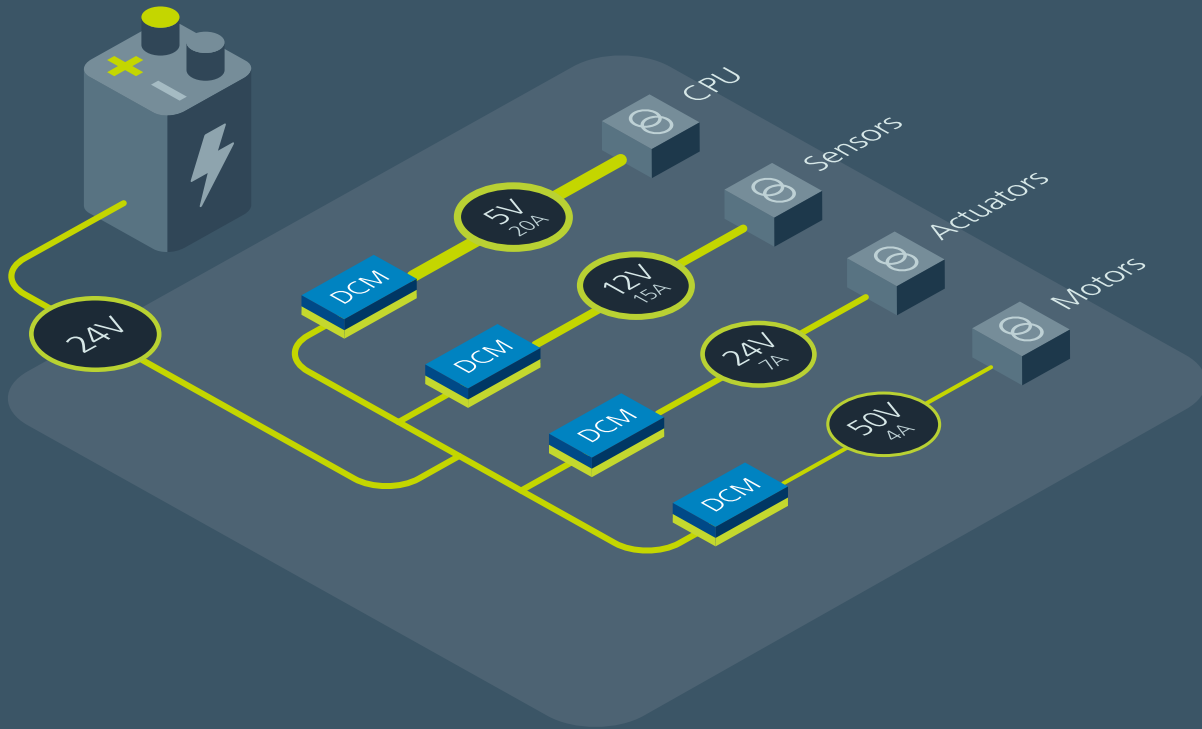 CPU
Sensors
Actuators
Motors
5V
20A
12V
15A
24V
7A
50V
4A
DCM
DCM
DCM
DCM
24V